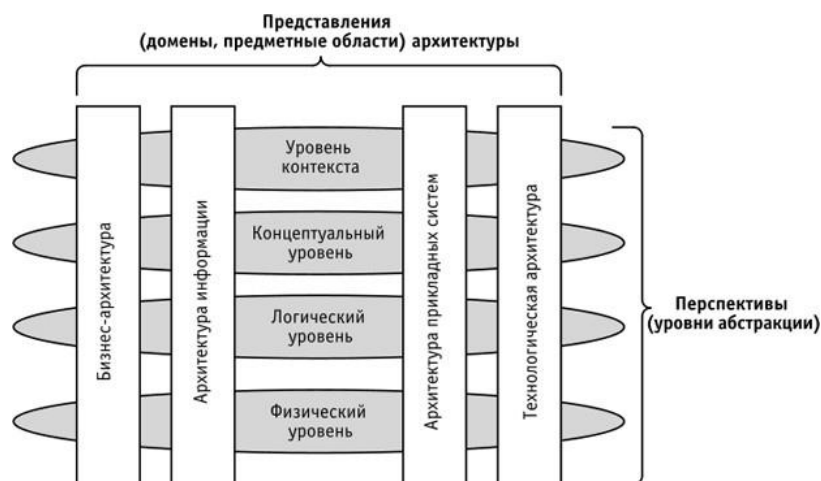 Представления
(домены, предметные области) архитектуры
Бизнес-архитектура
Архитектура информации
Уровень
контекста
Концептуальный
уровень
Логический
уровень
Физический
уровень
Архитектура прикладных систем
Технологическая архитектура
Перспективы
(уровни абстракции)